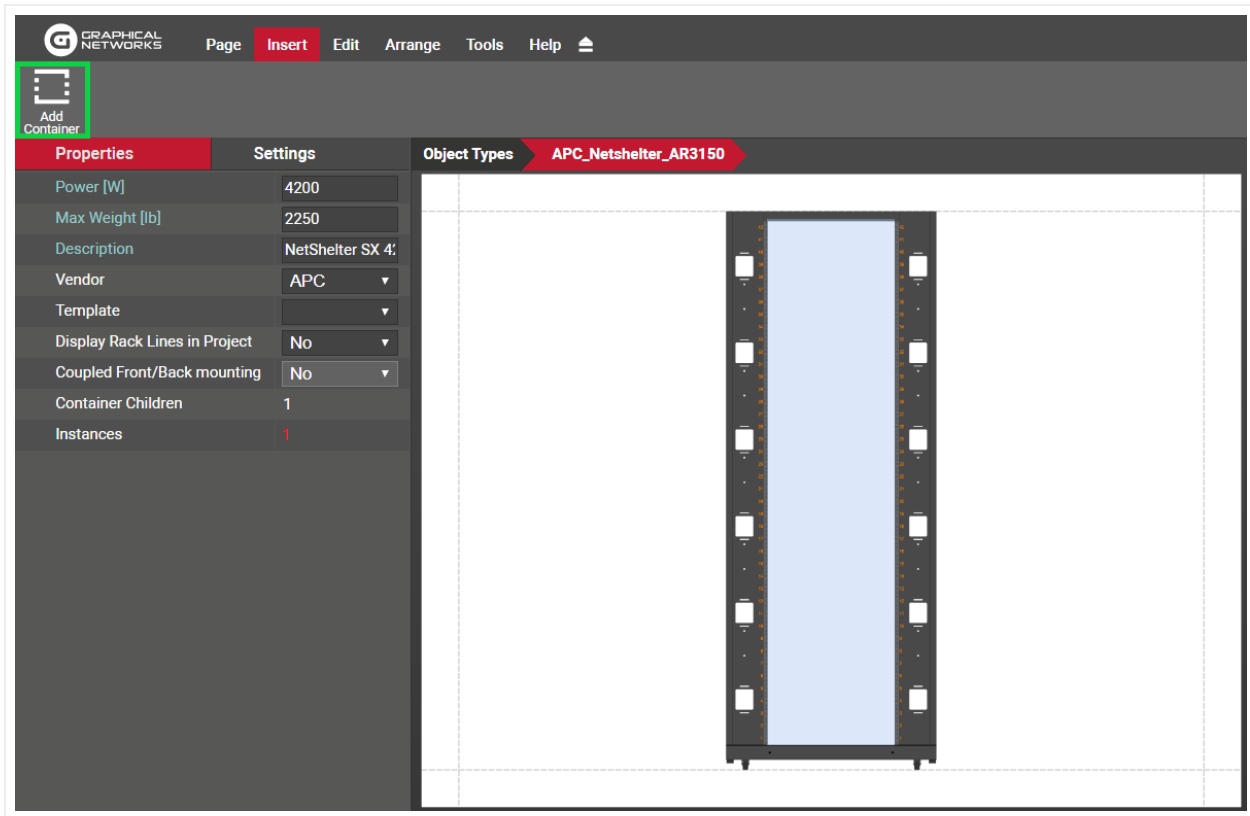 GRAPHICAL
NETWORKS
Page Insert Edit Arrange Tools Help
Add
Container
Properties Settings
Object Types APC_Netshelter_AR3150
Power [W] 4200
Max Weight [lb] 2250
Description NetShelter SX 4
Vendor APC
Template
Display Rack Lines in Project No
Coupled Front/Back mounting No
Container Children 1
Instances 1